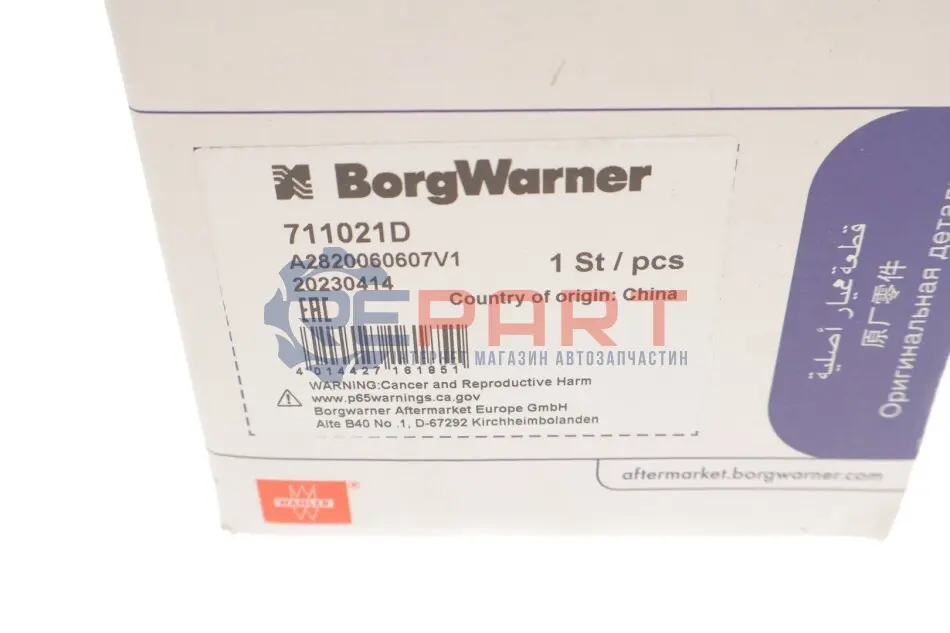 BorgWarner
711021D
A2820060607V1
1 St / pcs
20230414
Country of origin: China
EAC
DEPART
ИНТЕРНЕТ МАГАЗИН АВТОЗАПЧАСТИН
4 014427 161851
WARNING:Cancer and Reproductive Harm
www.p65warnings.ca.gov
Borgwarner Aftermarket Europe GmbH
Alte B40 No .1, D-67292 Kirchheimbolanden
قطعة غيار أصلية
原厂零件
Оригинальная
aftermarket.borgwarner.com
WAHLER
®